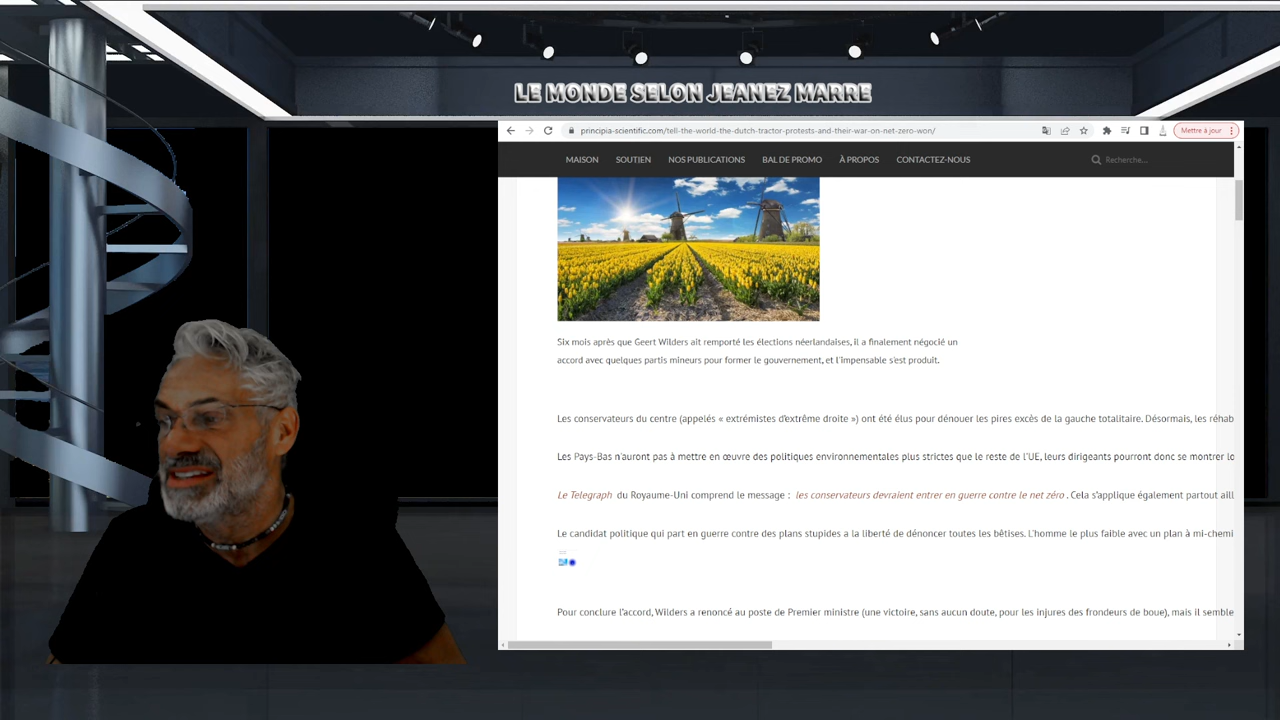 LE MONDE SELON JEANEZ MARRE
principia-scientific.com/tell-the-world-the-dutch-tractor-protests-and-their-war-on-net-zero-won/
Mettre à jour
MAISON SOUTIEN NOS PUBLICATIONS BAL DE PROMO À PROPOS CONTACTEZ-NOUS Recherche...
Six mois après que Geert Wilders ait remporté les élections néerlandaises, il a finalement négocié un
accord avec quelques partis mineurs pour former le gouvernement, et l'impensable s'est produit.
Les conservateurs du centre (appelés « extrémistes d'extrême droite ») ont été élus pour dénouer les pires excès de la gauche totalitaire. Désormais, les réhab
Les Pays-Bas n'auront pas à mettre en œuvre des politiques environnementales plus strictes que le reste de l'UE, leurs dirigeants pourront donc se montrer lo
Le Telegraph du Royaume-Uni comprend le message : les conservateurs devraient entrer en guerre contre le net zéro . Cela s'applique également partout aill
Le candidat politique qui part en guerre contre des plans stupides a la liberté de dénoncer toutes les bêtises. L'homme le plus faible avec un plan à mi-chemi
Pour conclure l'accord, Wilders a renoncé au poste de Premier ministre (une victoire, sans aucun doute, pour les injures des frondeurs de boue), mais il semble